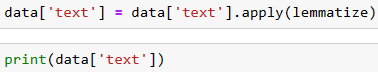 data['text'] = data['text'].apply(lemmatize)
print(data['text'])